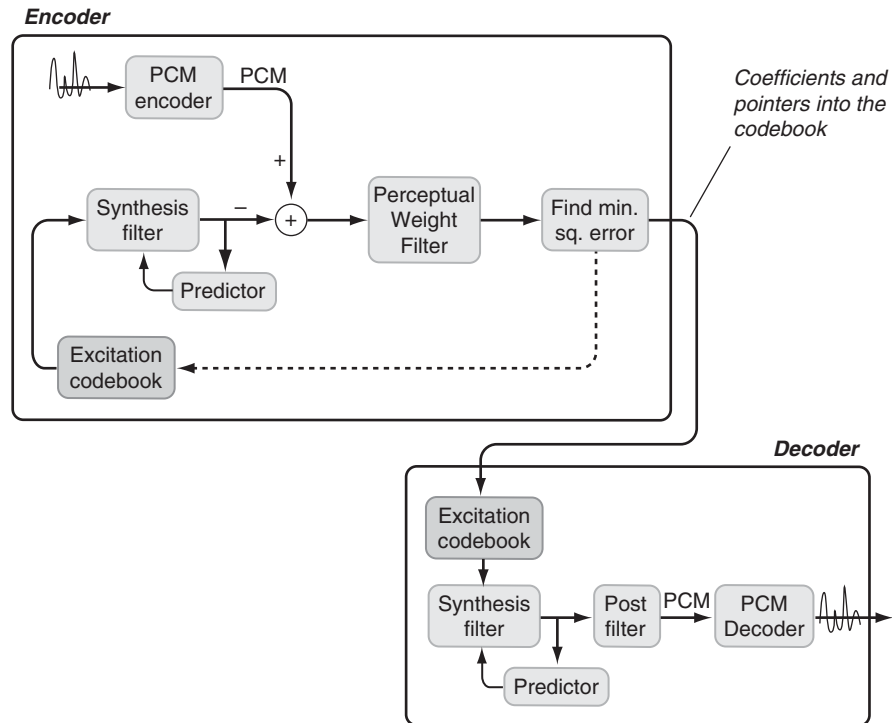 Encoder
PCM
encoder
PCM
Coefficients and
pointers into the
codebook
+
Synthesis
filter
–
+
Perceptual
Weight
Filter
Find min.
sq. error
Predictor
Excitation
codebook
Decoder
Excitation
codebook
Synthesis
filter
Post
filter
PCM
PCM
Decoder
Predictor